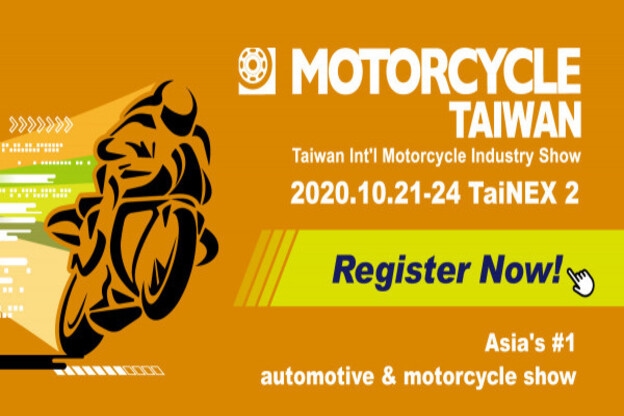 MOTORCYCLE
TAIWAN
Taiwan Int'l Motorcycle Industry Show
2020.10.21-24 TaiNEX 2
Register Now!
Asia's #1
automotive & motorcycle show